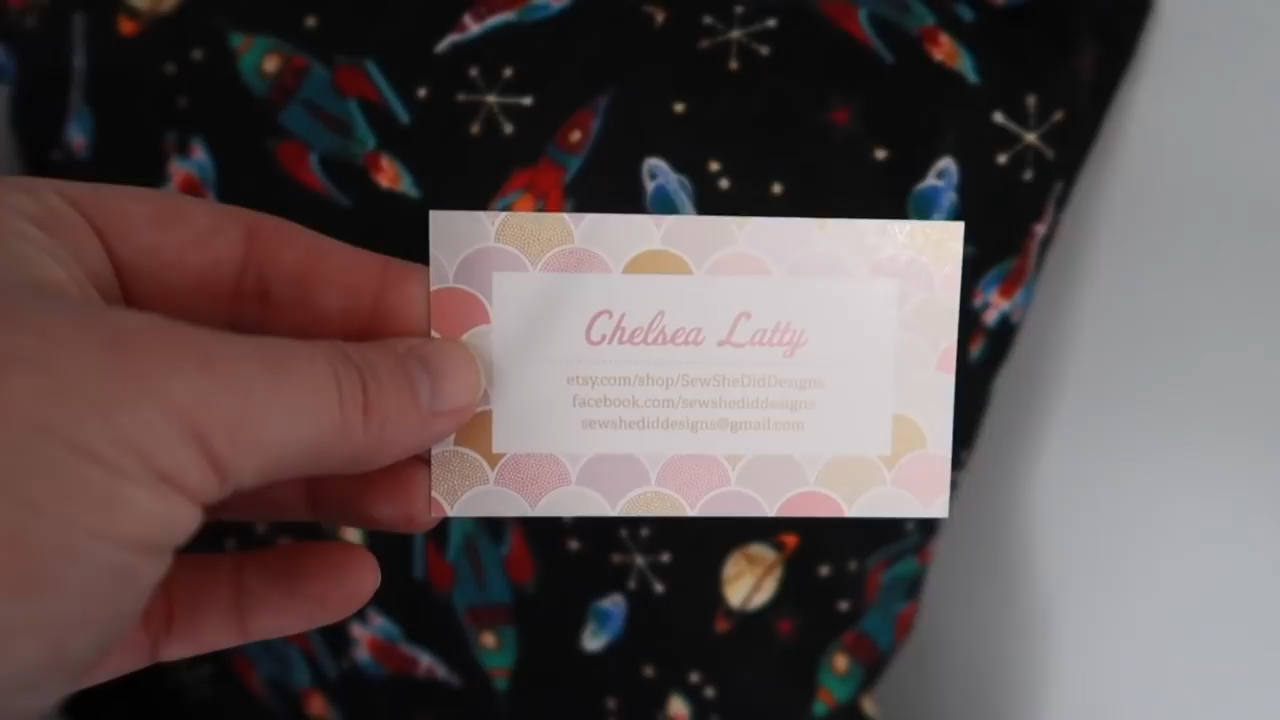 Chelsea Latty
etsy.com/shop/SewSheDidDesigns
facebook.com/sewshediddesigns
sewshediddesigns@gmail.com